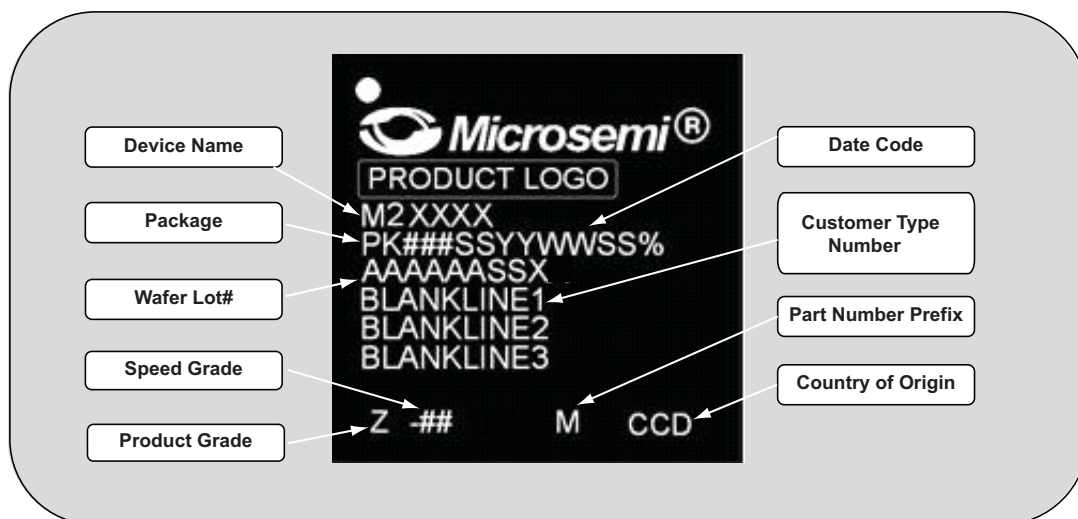 Microsemi®
PRODUCT LOGO
M2XXXX
PK###SSYYWWSS%
AAAAAASSX
BLANKLINE1
BLANKLINE2
BLANKLINE3
Z -## M CCD
Device Name
Package
Wafer Lot#
Speed Grade
Product Grade
Date Code
Customer Type
Number
Part Number Prefix
Country of Origin